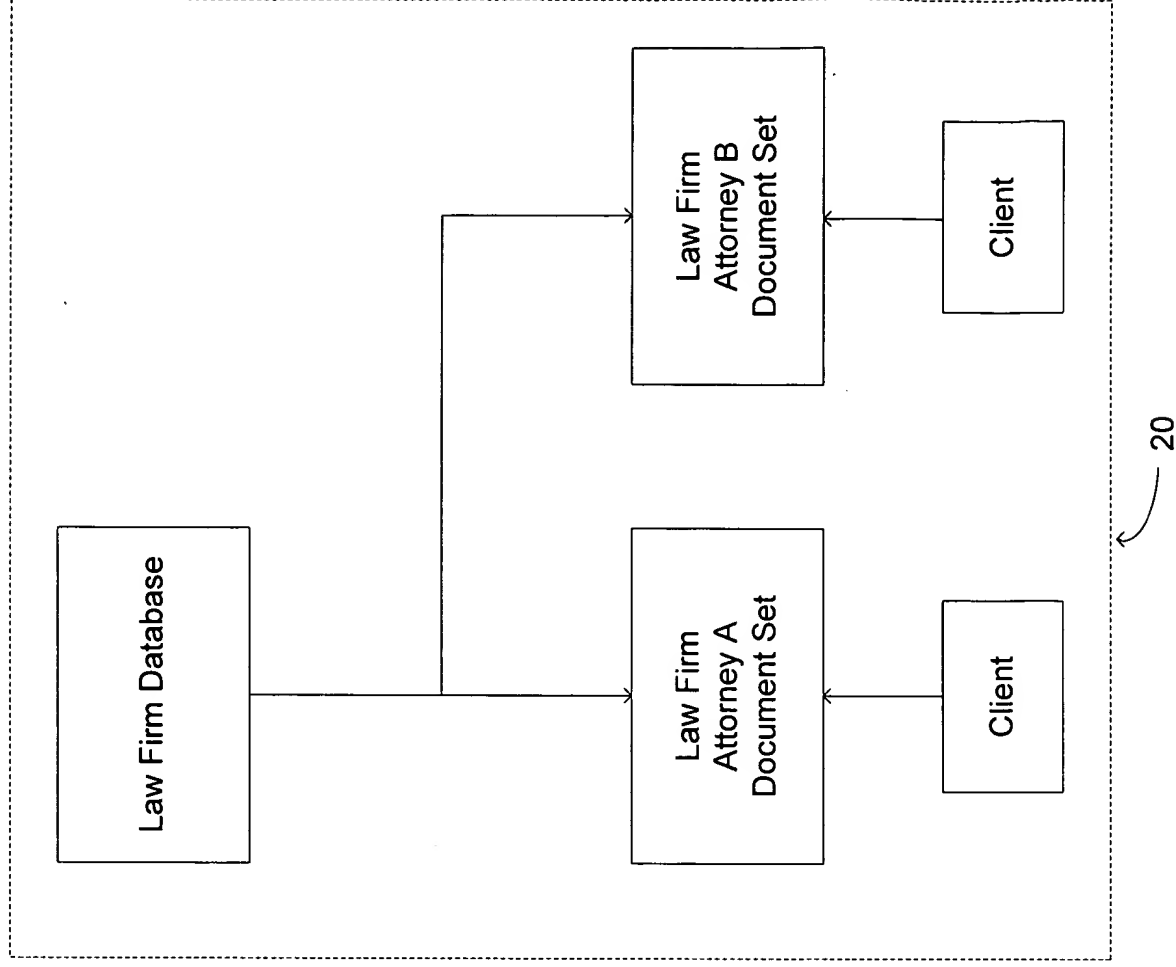 Law Firm Database
Law Firm
Attorney A
Document Set
Law Firm
Attorney B
Document Set
Client
Client
20